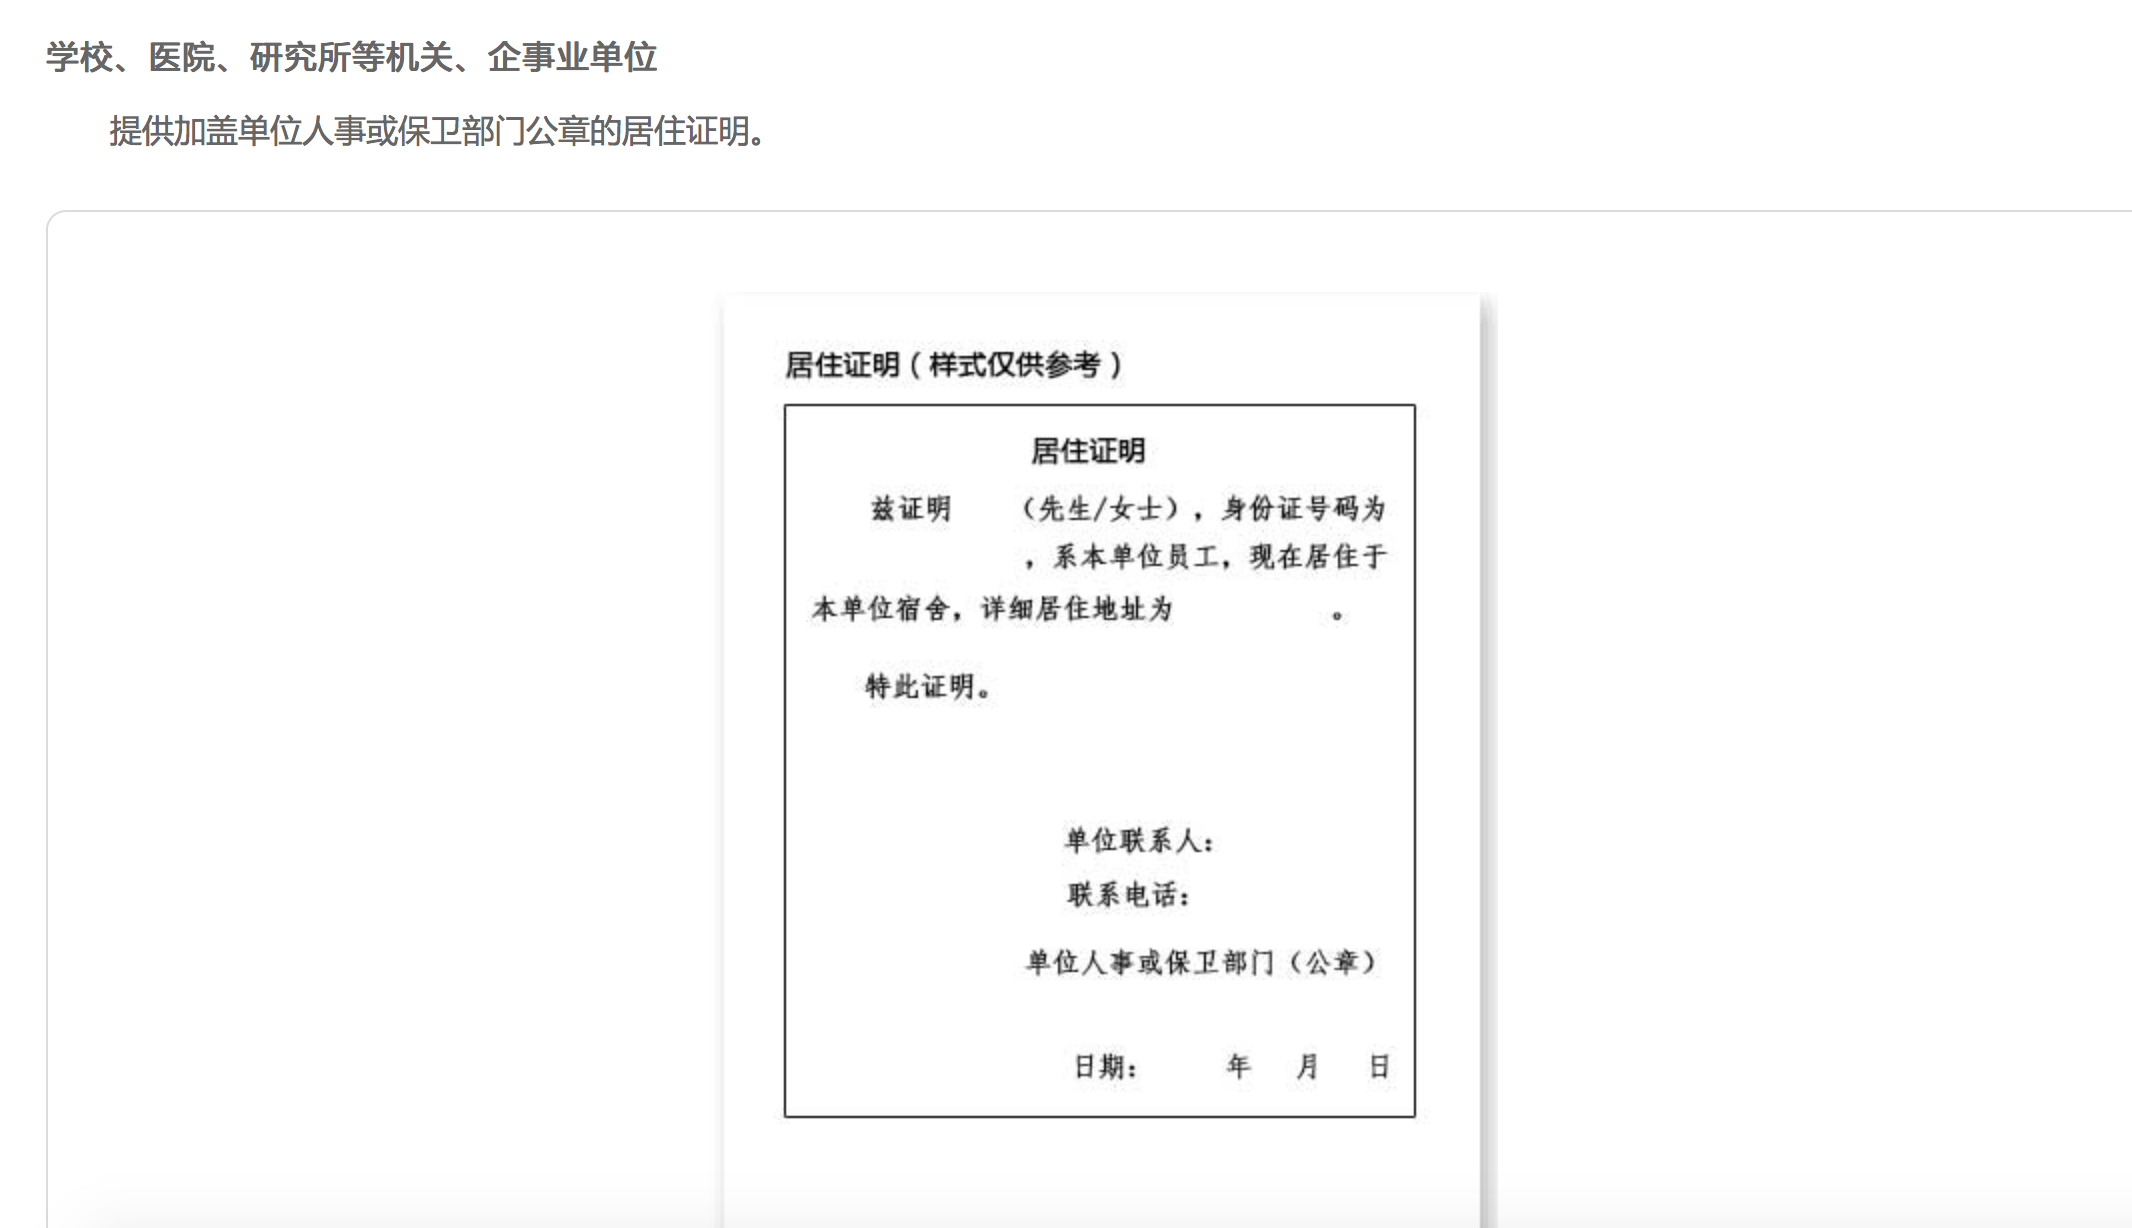 学校、医院、研究所等机关、企事业单位
提供加盖单位人事或保卫部门公章的居住证明。
居住证明（样式仅供参考）
居住证明
兹证明 （先生/女士），身份证号码为
，系本单位员工，现在居住于
本单位宿舍，详细居住地址为 。
特此证明。
单位联系人：
联系电话：
单位人事或保卫部门（公章）
日期： 年 月 日